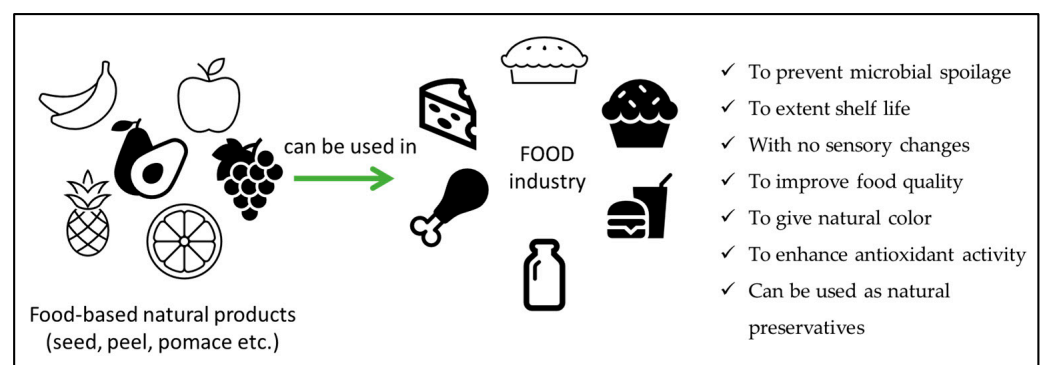 Food-based natural products
(seed, peel, pomace etc.)
can be used in
FOOD
industry
✓ To prevent microbial spoilage
✓ To extent shelf life
✓ With no sensory changes
✓ To improve food quality
✓ To give natural color
✓ To enhance antioxidant activity
✓ Can be used as natural
preservatives